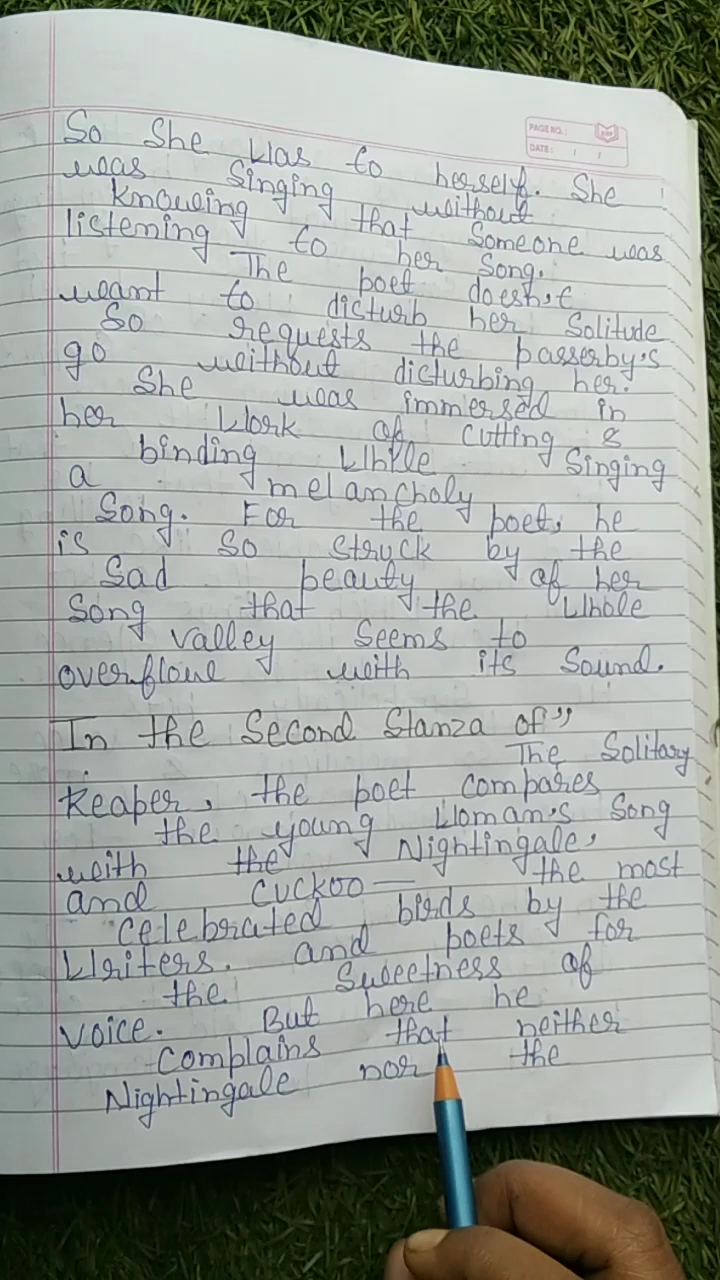 PAGE NO.:
DATE: / /
So She Was to herself. She
was Singing without
knowing that Someone was
listening to her Song.
The poet doesn't
want to disturb her Solitude
So requests the passerby's
go without disturbing her.
She was immersed in
her Work of cutting &
binding While Singing
a melancholy
Song. For the poet, he
is So Struck by the
Sad beauty of her
Song that the Whole
valley Seems to
overflow with its Sound.
In the Second Stanza of"
The Solitary
Reaper, the poet compares
the young Woman's Song
with the Nightingale,
and Cuckoo— the most
Celebrated birds by the
Writers. and poets for
the Sweetness of
voice. But here he
Complains that neither
Nightingale nor the